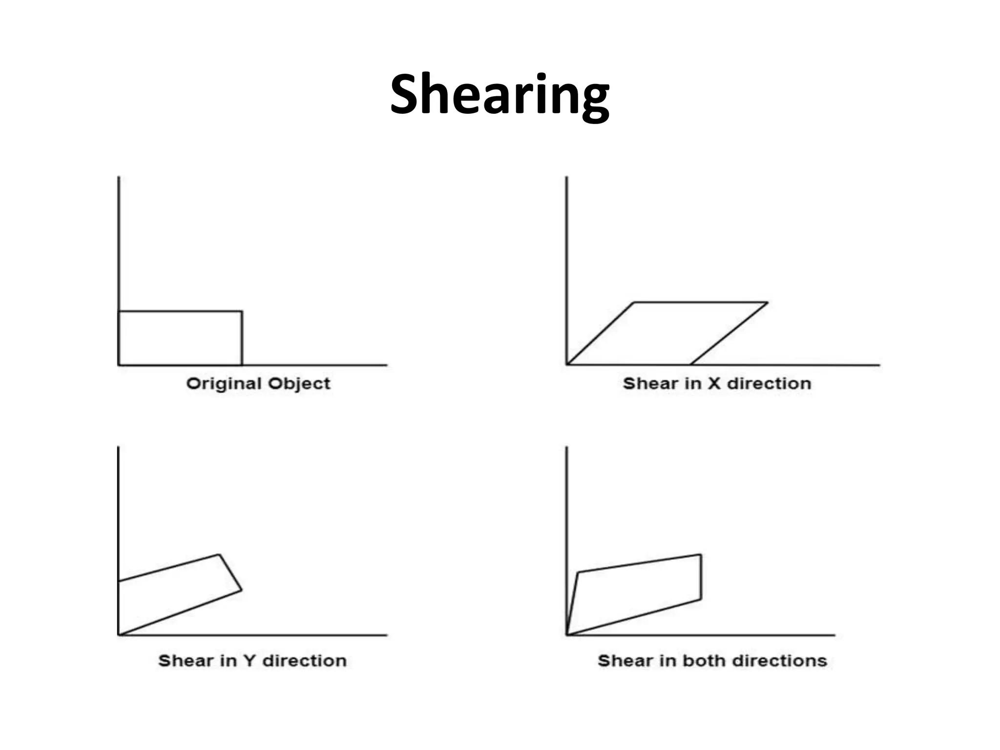 Shearing
Original Object
Shear in X direction
Shear in Y direction
Shear in both directions